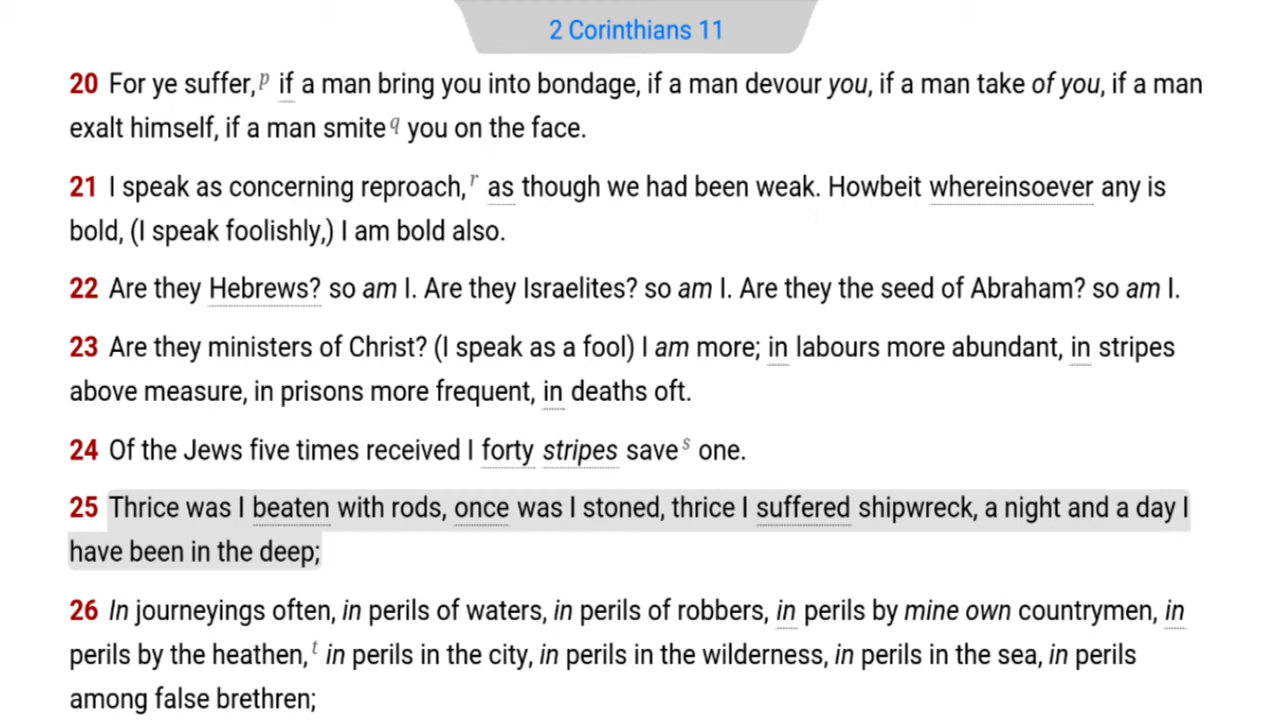 2 Corinthians 11
20 For ye suffer,p if a man bring you into bondage, if a man devour you, if a man take of you, if a man
exalt himself, if a man smite q you on the face.
21 I speak as concerning reproach,r as though we had been weak. Howbeit whereinsoever any is
bold, (I speak foolishly,) I am bold also.
22 Are they Hebrews? so am I. Are they Israelites? so am I. Are they the seed of Abraham? so am I.
23 Are they ministers of Christ? (I speak as a fool) I am more; in labours more abundant, in stripes
above measure, in prisons more frequent, in deaths oft.
24 Of the Jews five times received I forty stripes save s one.
25 Thrice was I beaten with rods, once was I stoned, thrice I suffered shipwreck, a night and a day I
have been in the deep;
26 In journeyings often, in perils of waters, in perils of robbers, in perils by mine own countrymen, in
perils by the heathen,t in perils in the city, in perils in the wilderness, in perils in the sea, in perils
among false brethren;